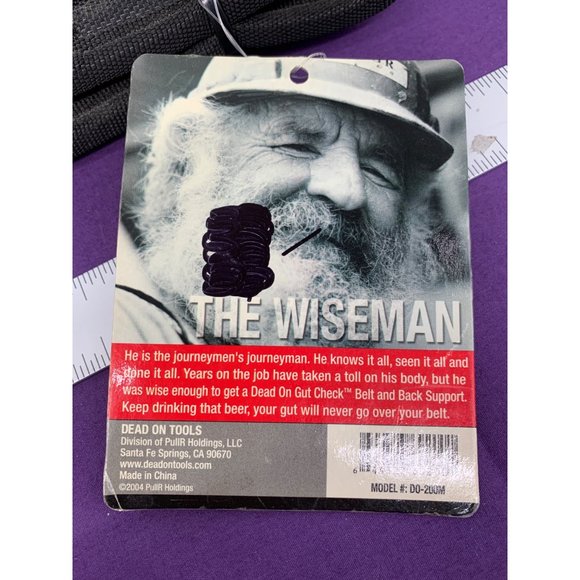 THE WISEMAN
He is the journeymen's journeyman. He knows it all, seen it all and
done it all. Years on the job have taken a toll on his body, but he
was wise enough to get a Dead On Gut Check™ Belt and Back Support.
Keep drinking that beer, your gut will never go over your belt.
DEAD ON TOOLS
Division of PullR Holdings, LLC
Santa Fe Springs, CA 90670
www.deadontools.com
Made in China
©2004 PullR Holdings
MODEL #: DO-200M